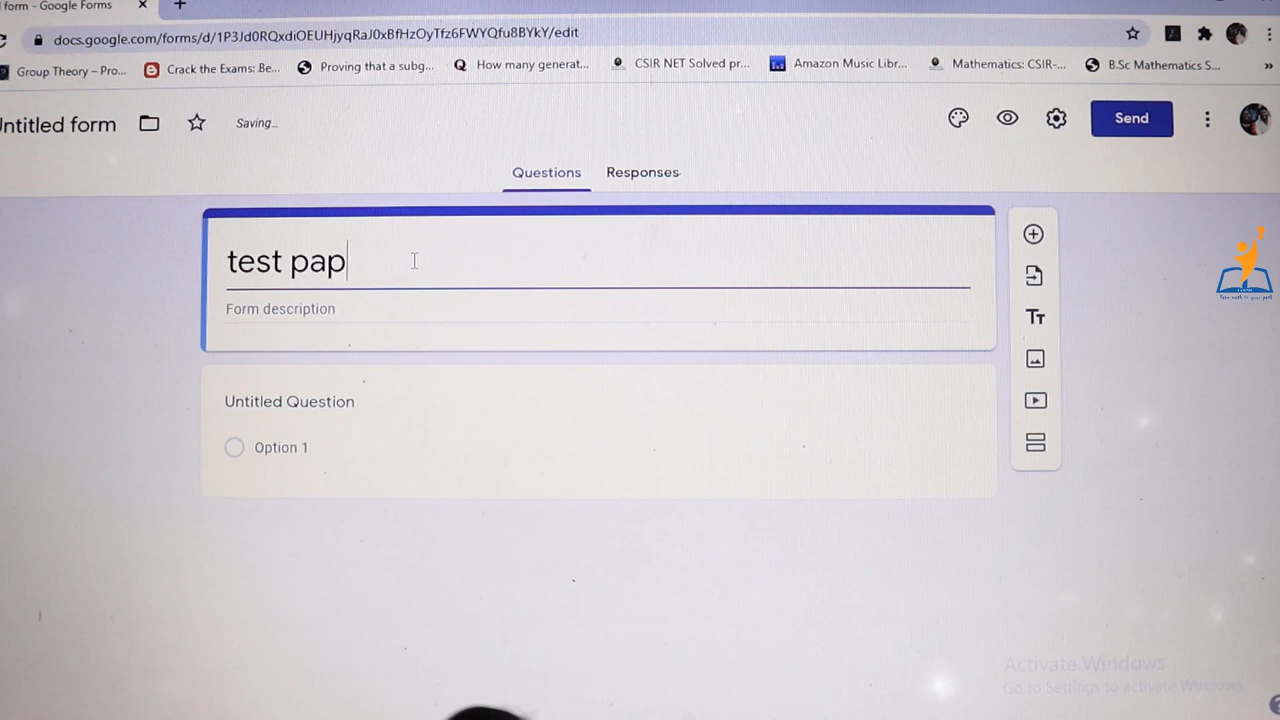 form - Google Forms
docs.google.com/forms/d/1P3Jd0RQxdiOEUHjyqRaJ0xBfHzOyTfz6FWYQfu8BYkY/edit
Group Theory – Pro... Crack the Exams: Be... Proving that a subg... How many generat... CSIR NET Solved pr... Amazon Music Libr... Mathematics: CSIR-... B.Sc Mathematics S... »
Untitled form Saving... Send
Questions Responses
test pap
Form description
Untitled Question
Option 1
Tt
Activate Windows
Go to Settings to activate Windows.